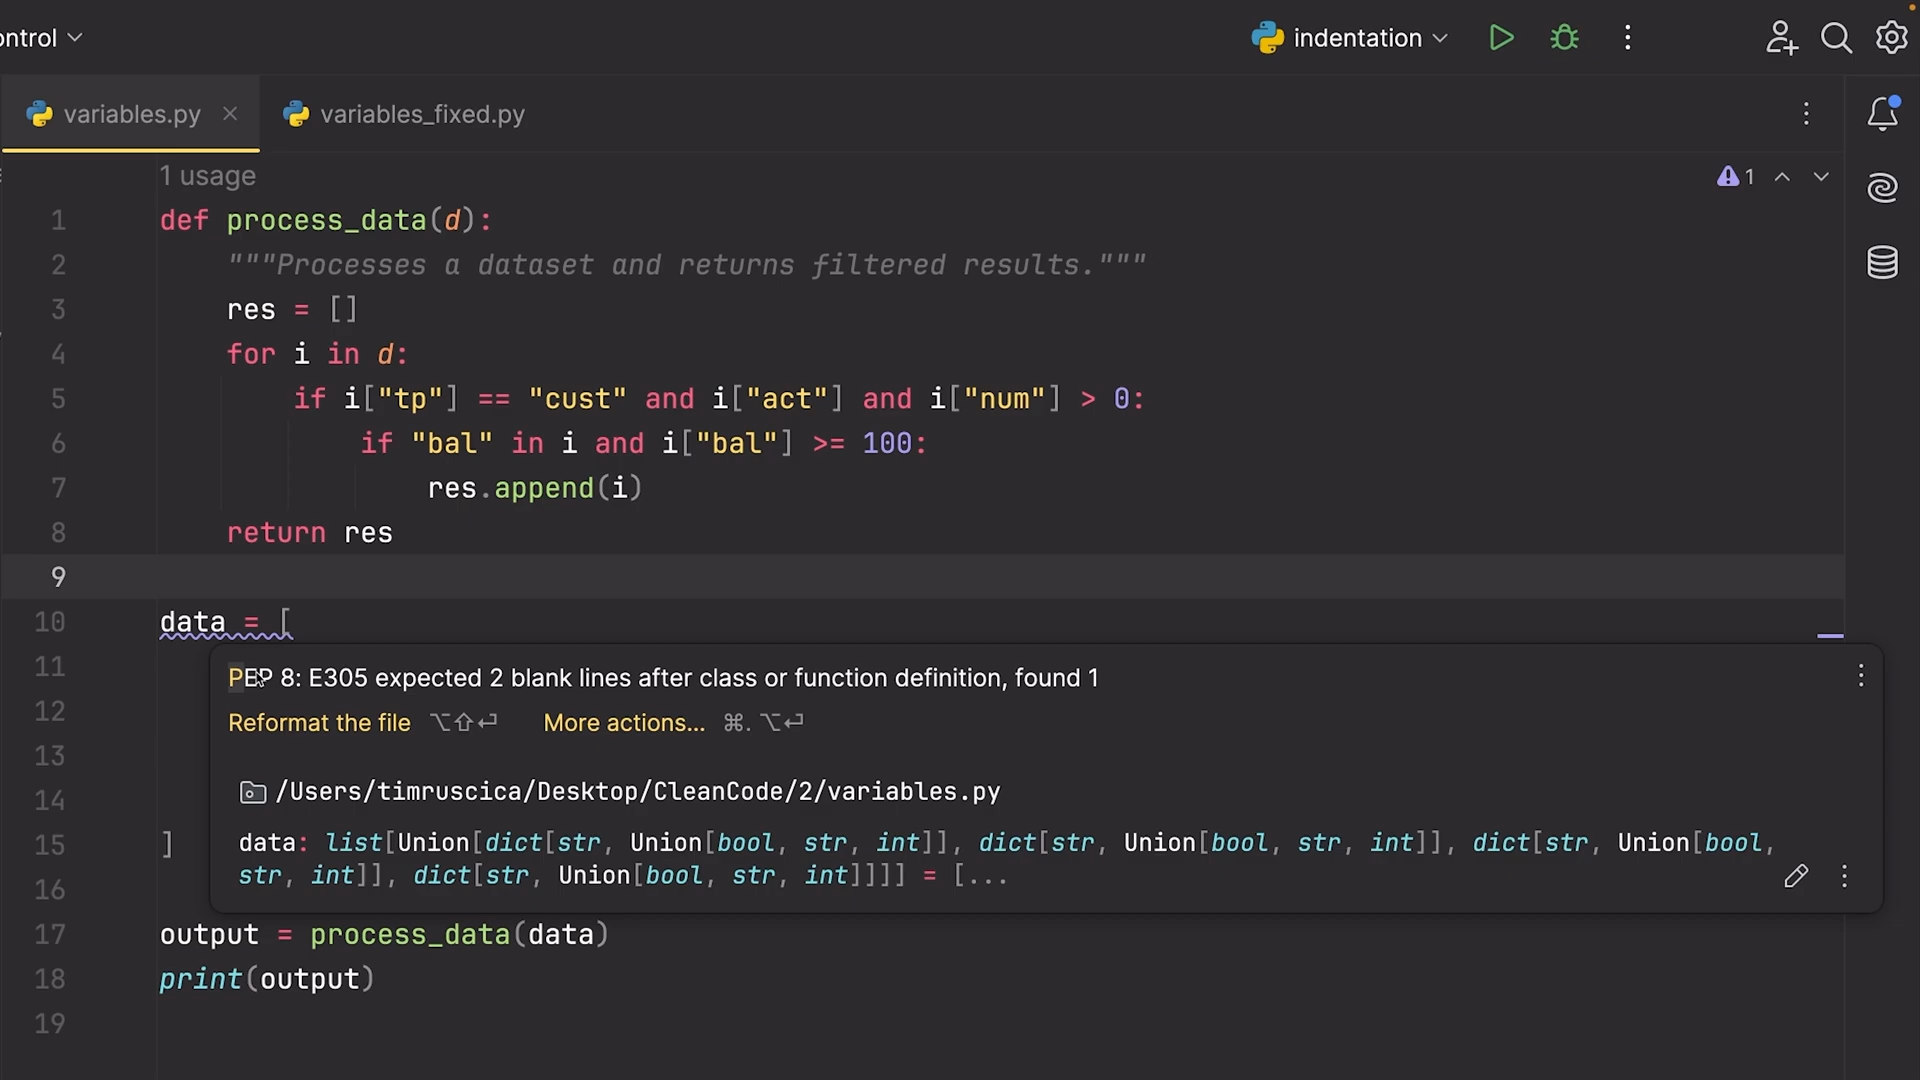 ontrol
indentation
variables.py
variables_fixed.py
1 usage
1
1 def process_data(d):
2 """Processes a dataset and returns filtered results."""
3 res = []
4 for i in d:
5 if i["tp"] == "cust" and i["act"] and i["num"] > 0:
6 if "bal" in i and i["bal"] >= 100:
7 res.append(i)
8 return res
9
10 data = [
11 PEP 8: E305 expected 2 blank lines after class or function definition, found 1
12 Reformat the file ⌥⇧⏎ More actions... ⌘. ⌥⏎
13
14 /Users/timruscica/Desktop/CleanCode/2/variables.py
15 ] data: list[Union[dict[str, Union[bool, str, int]], dict[str, Union[bool, str, int]], dict[str, Union[bool,
16 str, int]], dict[str, Union[bool, str, int]]]] = [...
17 output = process_data(data)
18 print(output)
19